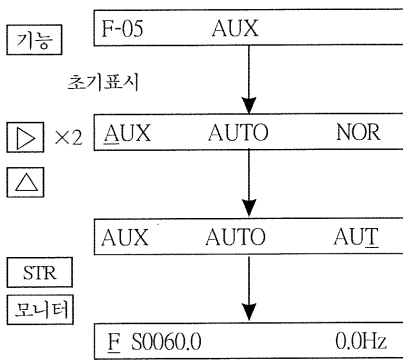 기능 F-05 AUX
초기표시
▷ ×2 AUX AUTO NOR
△
AUX AUTO AUT
STR
모니터
F S0060.0 0.0Hz